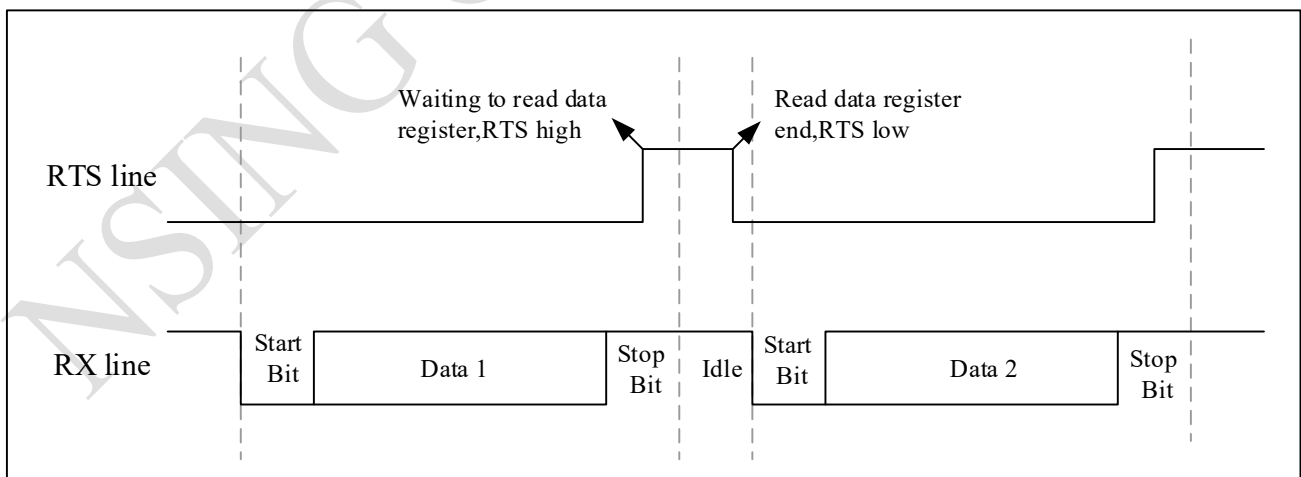 NSING
Waiting to read data
register,RTS high
Read data register
end,RTS low
RTS line
RX line
Start
Bit
Data 1
Stop
Bit
Idle
Start
Bit
Data 2
Stop
Bit